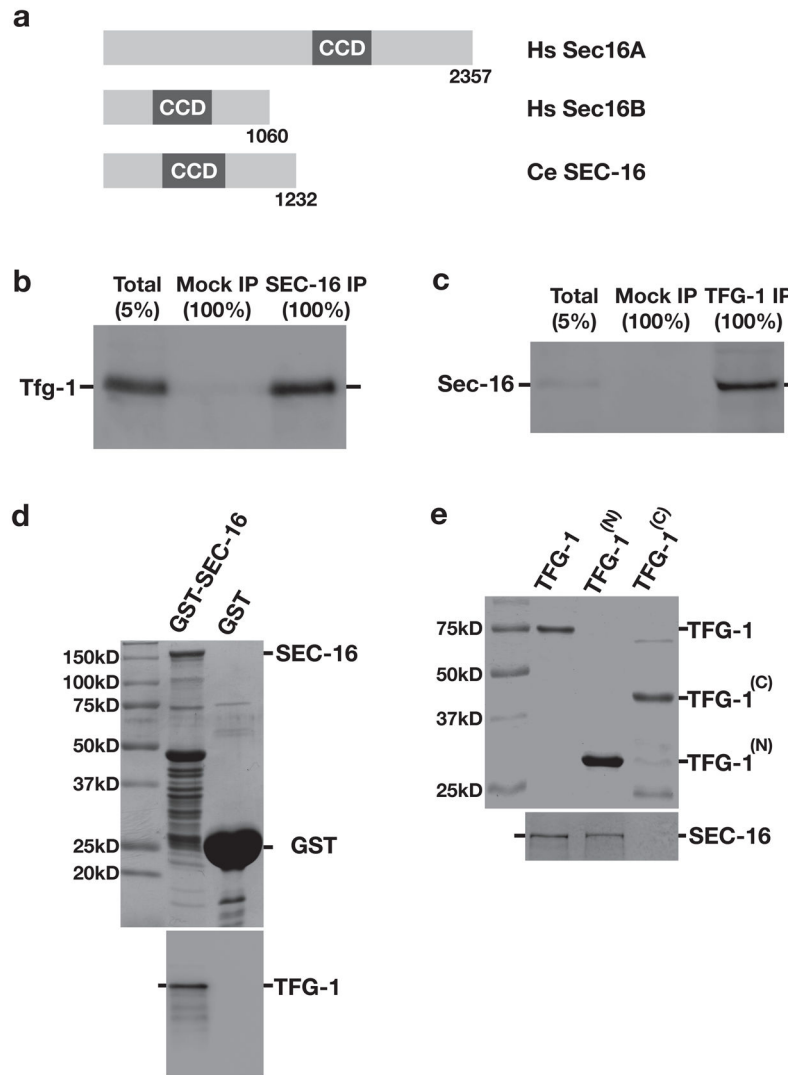 a
CCD
Hs Sec16A
2357
CCD
Hs Sec16B
1060
CCD
Ce SEC-16
1232
b
Total Mock IP SEC-16 IP
(5%) (100%) (100%)
Tfg-1
c
Total Mock IP TFG-1 IP
(5%) (100%) (100%)
Sec-16
d
GST-SEC-16
GST
150kD
100kD
75kD
50kD
37kD
25kD
20kD
SEC-16
GST
TFG-1
e
TFG-1
TFG-1(N)
TFG-1(C)
75kD
50kD
37kD
25kD
TFG-1
TFG-1(C)
TFG-1(N)
SEC-16